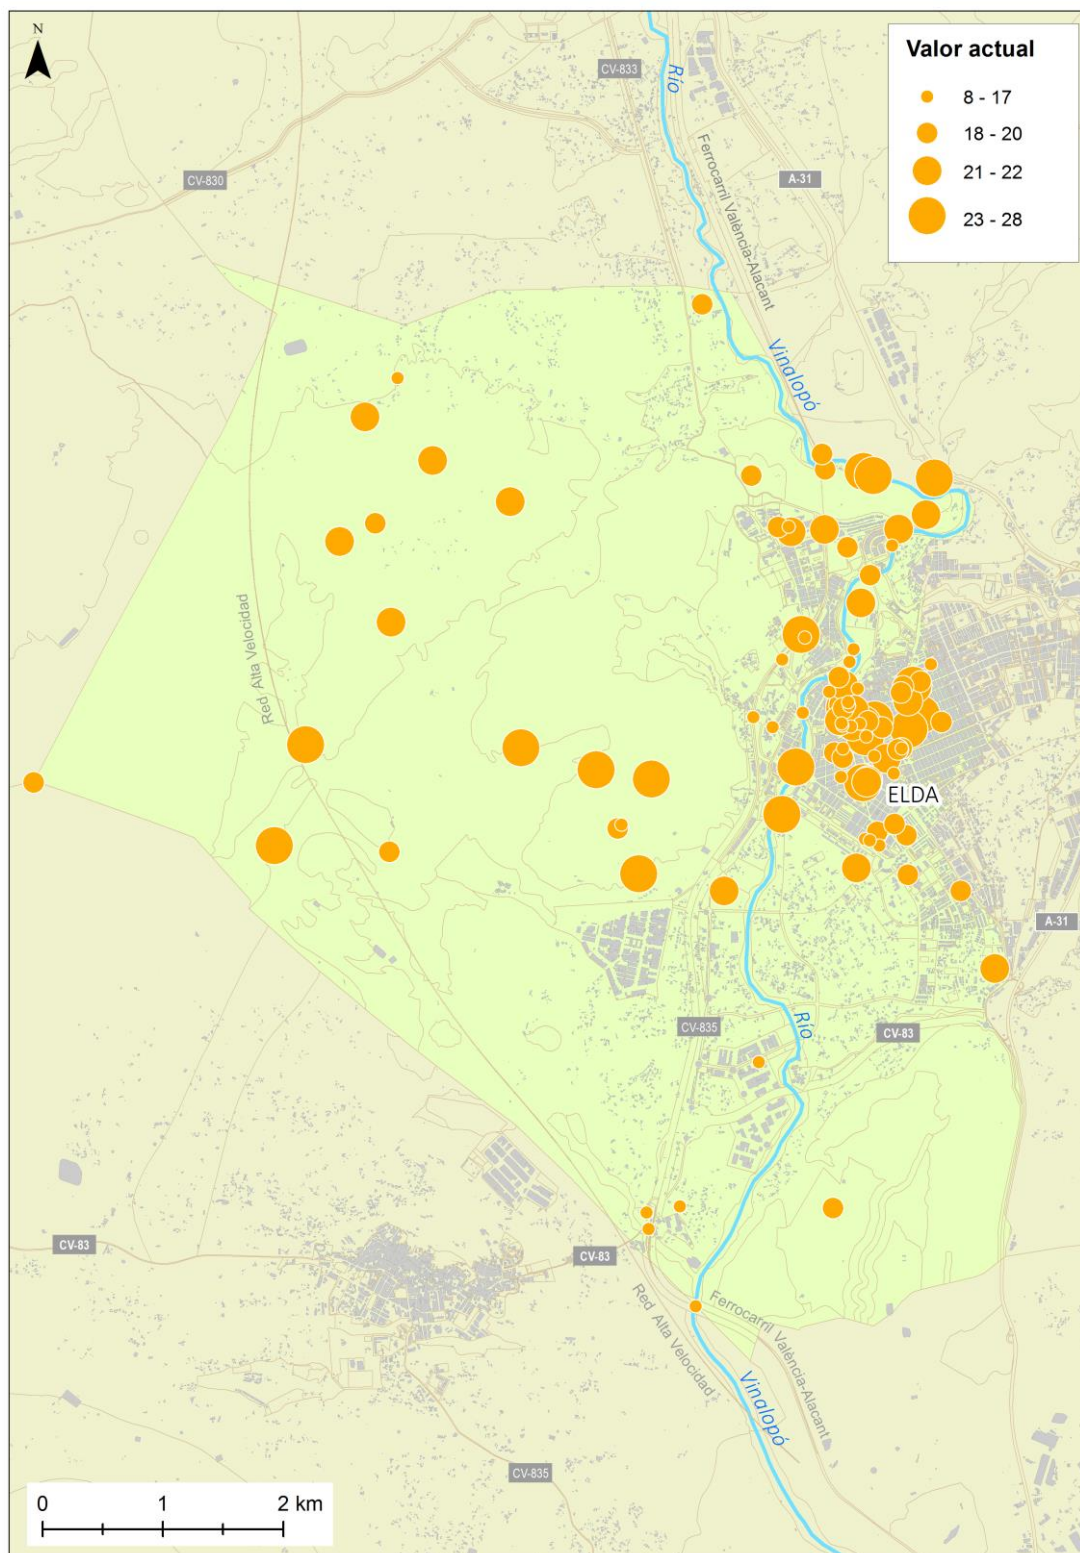 N
Valor actual
8 - 17
18 - 20
21 - 22
23 - 28
CV-833
Río
Ferrocarril València-Alacant
A-31
CV-830
Vinalopó
Red Alta Velocidad
ELDA
A-31
CV-835
Río
CV-83
CV-83
CV-83
Red Alta Velocidad
Ferrocarril València-Alacant
Vinalopó
CV-835
0 1 2 km